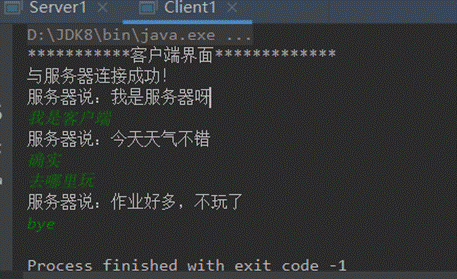 Server1 × Client1 ×
D:\JDK8\bin\java.exe ...
***********客户端界面*************
与服务器连接成功!
服务器说：我是服务器呀
我是客户端
服务器说：今天天气不错
确实
去哪里玩
服务器说：作业好多，不玩了
bye
Process finished with exit code -1